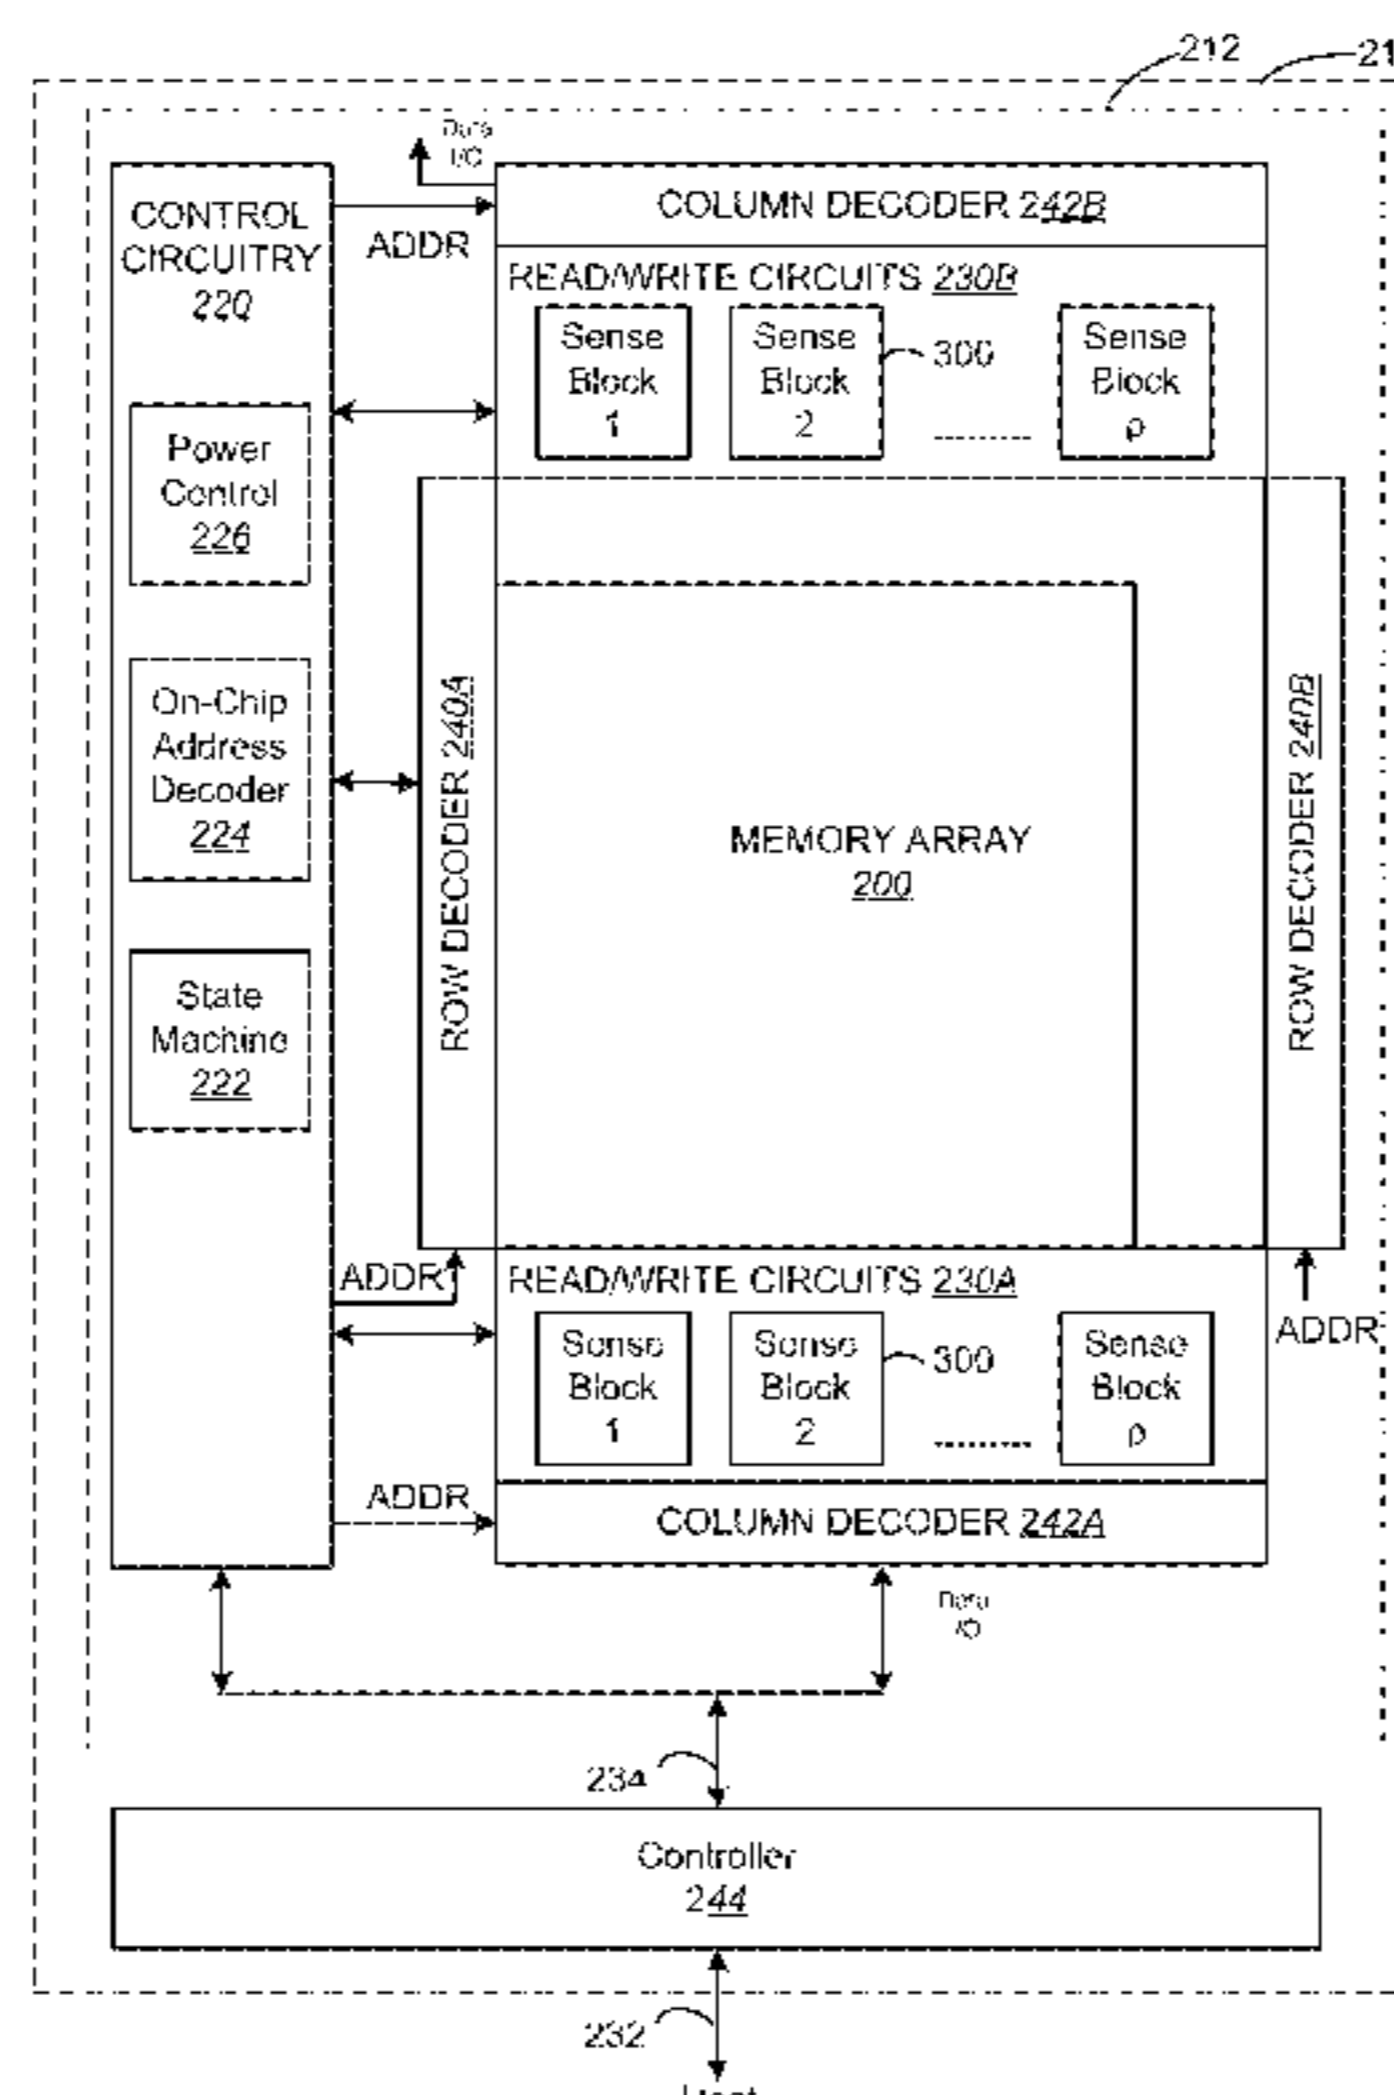 212
Data
I/O
CONTROL
CIRCUITRY
220
ADDR
COLUMN DECODER 242B
READ/WRITE CIRCUITS 230B
Sense
Block
1
Sense
Block
2
300
Sense
Block
p
Power
Control
226
On-Chip
Address
Decoder
224
State
Machine
222
ROW DECODER 240A
MEMORY ARRAY
200
ROW DECODER 240B
ADDR
READ/WRITE CIRCUITS 230A
Sense
Block
1
Sense
Block
2
300
Sense
Block
p
ADDR
ADDR
COLUMN DECODER 242A
Data
I/O
234
Controller
244
232